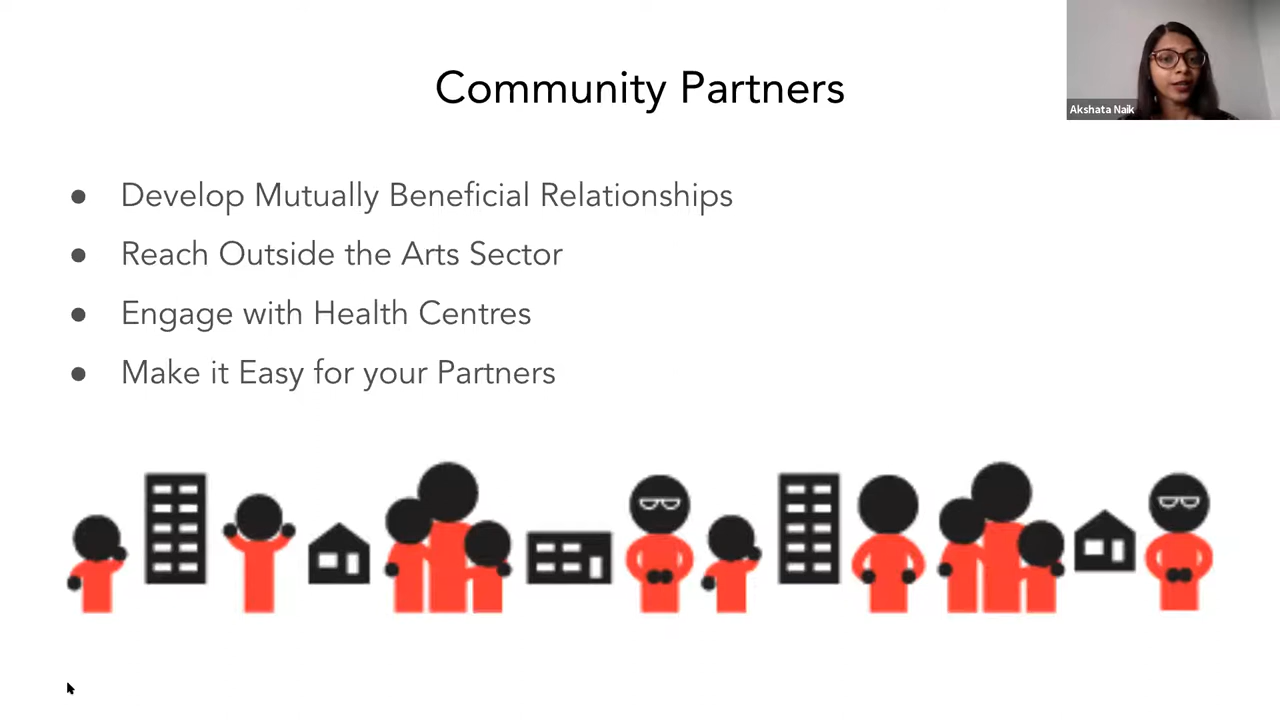 Community Partners
Akshata Naik
● Develop Mutually Beneficial Relationships
● Reach Outside the Arts Sector
● Engage with Health Centres
● Make it Easy for your Partners